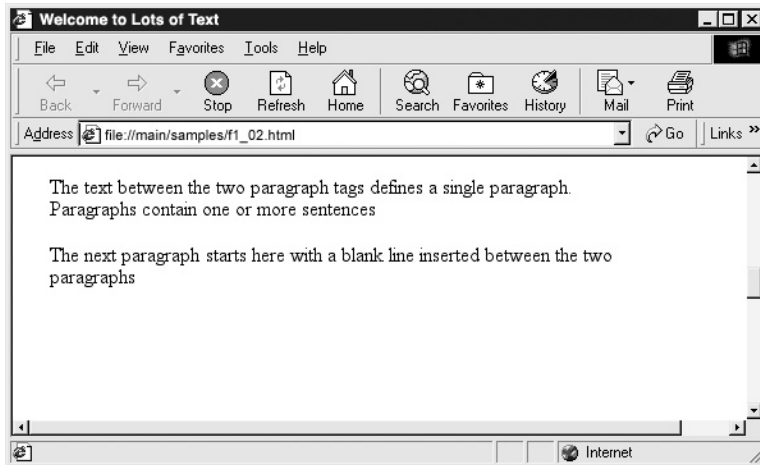 Welcome to Lots of Text
File Edit View Favorites Tools Help
Back Forward Stop Refresh Home Search Favorites History Mail Print
Address file://main/samples/f1_02.html Go Links »
The text between the two paragraph tags defines a single paragraph.
Paragraphs contain one or more sentences
The next paragraph starts here with a blank line inserted between the two
paragraphs
Internet